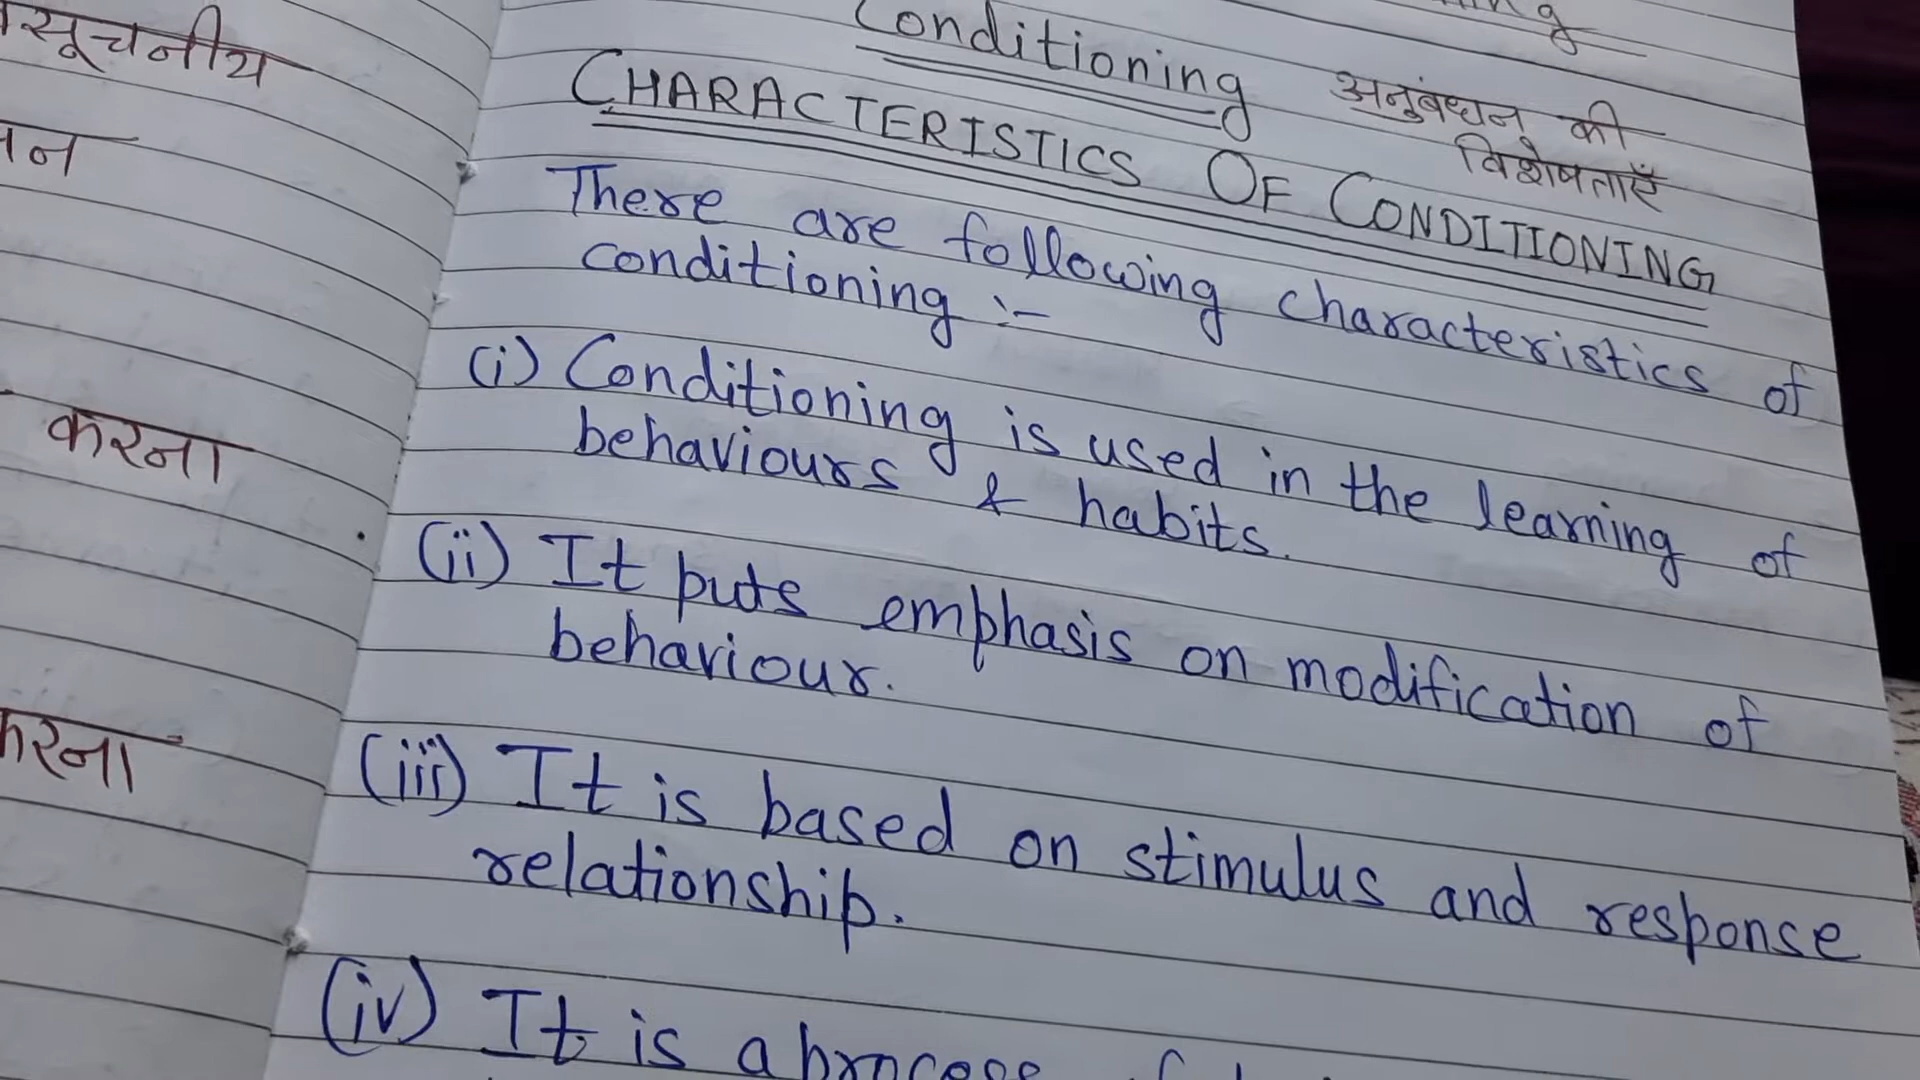 करना
Conditioning
अनुबंधन की
विशेषताएँ
CHARACTERISTICS OF CONDITIONING
There are following characteristics of
conditioning :-
(i) Conditioning is used in the learning of
behaviours & habits.
(ii) It puts emphasis on modification of
behaviour.
(iii) It is based on stimulus and response
relationship.
(iv) It is a process of